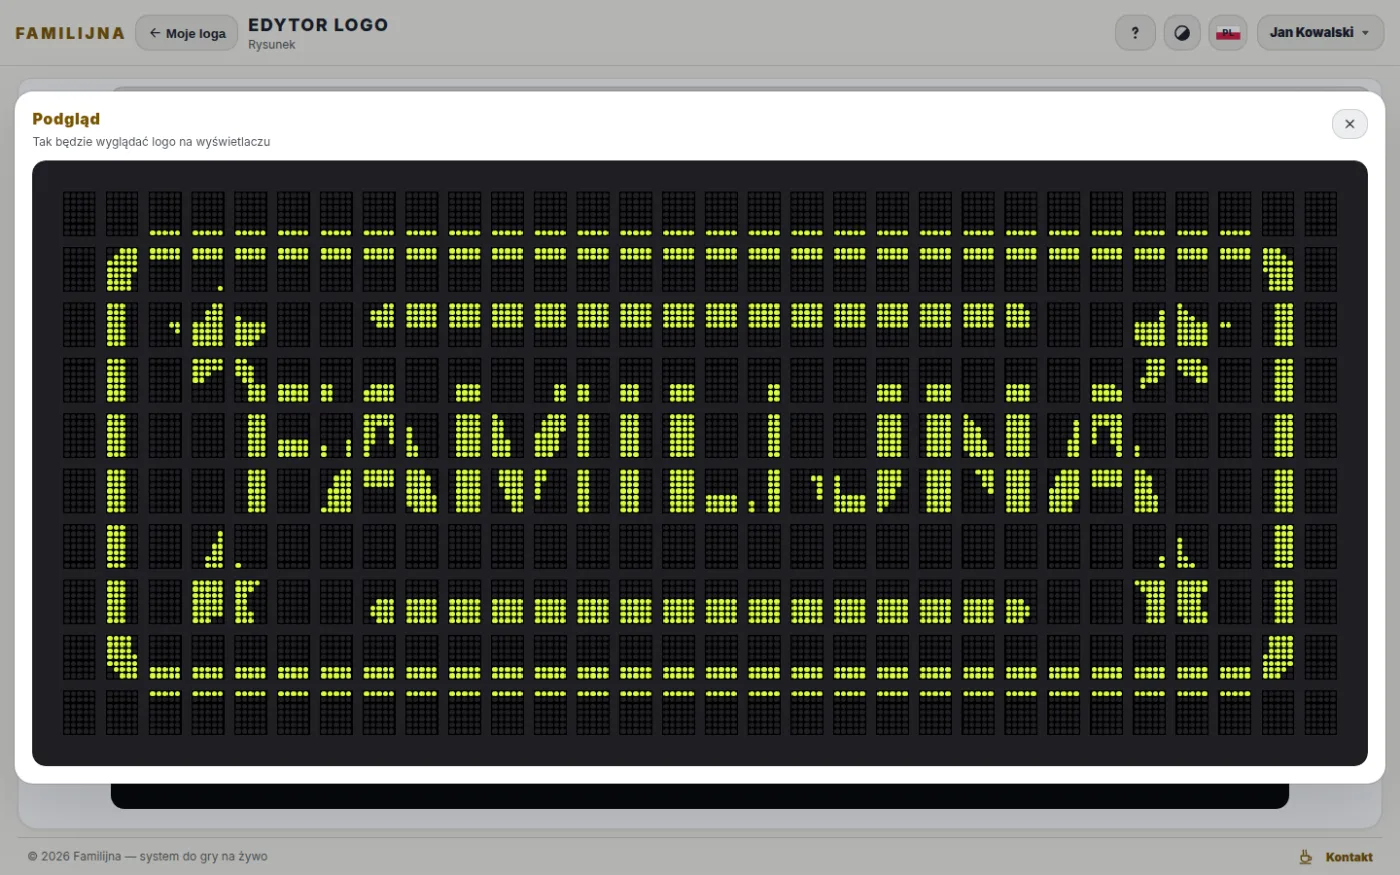 FAMILIJNA
← Moje loga
EDYTOR LOGO
Rysunek
?
PL
Jan Kowalski
Podgląd
Tak będzie wyglądać logo na wyświetlaczu
FAMILIJNA
© 2026 Familijna — system do gry na żywo
Kontakt